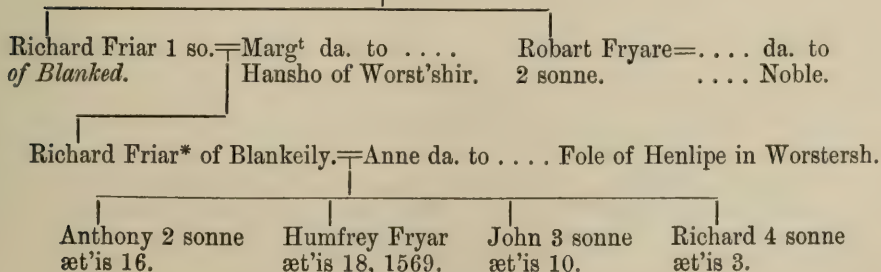 Richard Friar 1 so.=Margᵗ da. to .... Robart Fryare=.... da. to
of Blanked. Hansho of Worst'shir. 2 sonne. .... Noble.
Richard Friar* of Blankeily.=Anne da. to .... Fole of Henlipe in Worstersh.
Anthony 2 sonne Humfrey Fryar John 3 sonne Richard 4 sonne
æt'is 16. æt'is 18, 1569. æt'is 10. æt'is 3.